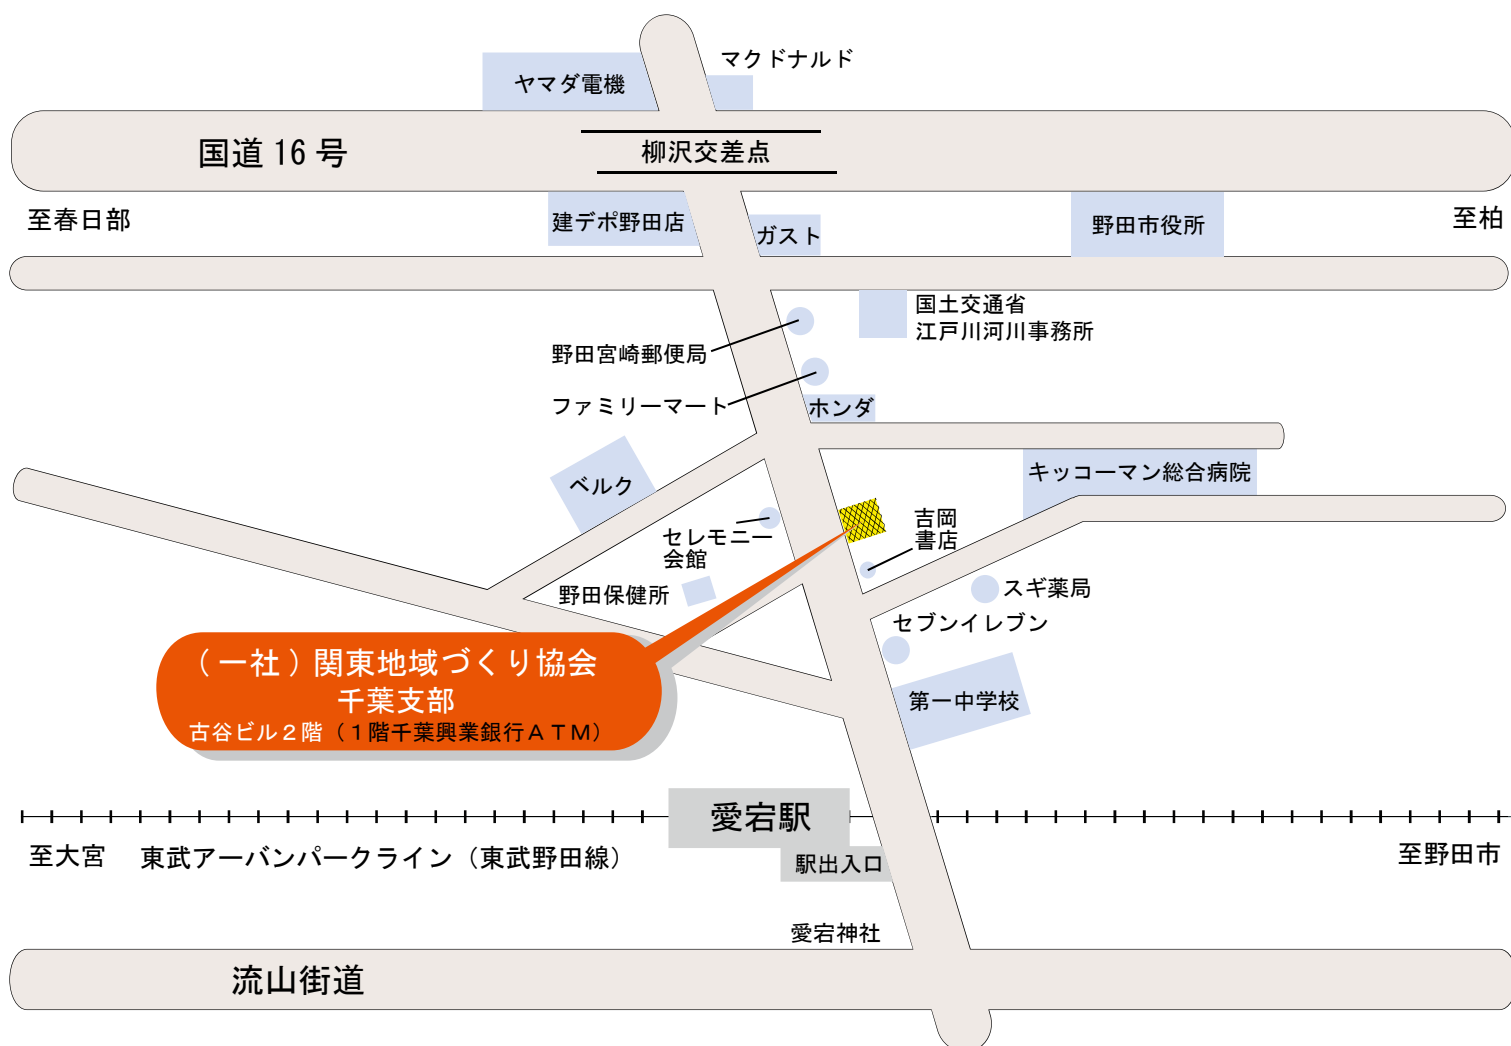 マクドナルド
ヤマダ電機
国道16号
柳沢交差点
至春日部
建デポ野田店
ガスト
野田市役所
至柏
国土交通省
江戸川河川事務所
野田宮崎郵便局
ファミリーマート
ホンダ
ベルク
キッコーマン総合病院
セレモニー
会館
吉岡
書店
野田保健所
スギ薬局
セブンイレブン
(一社)関東地域づくり協会
千葉支部
古谷ビル2階(1階千葉興業銀行ATM)
第一中学校
愛宕駅
至大宮
東武アーバンパークライン(東武野田線)
駅出入口
至野田市
愛宕神社
流山街道